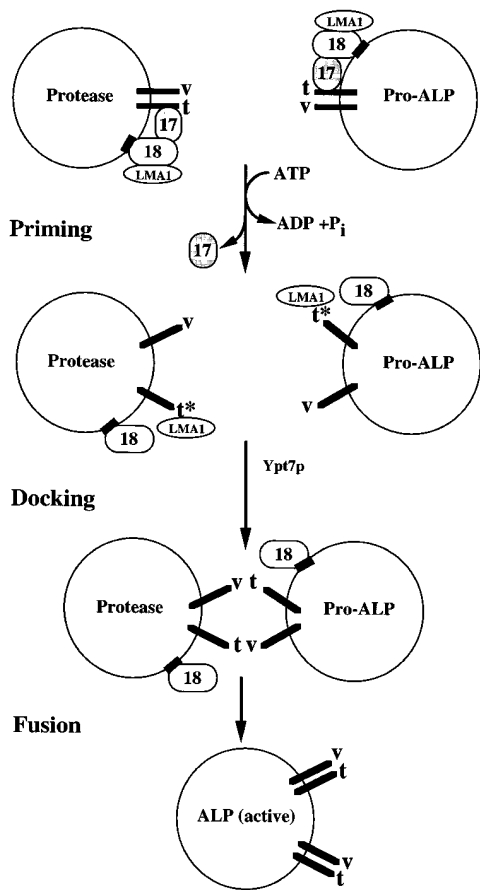 LMA1
18
17
t
v
Protease
Pro-ALP
v
t
17
18
LMA1
ATP
Priming
ADP +Pi
17
LMA1
18
t*
v
Protease
Pro-ALP
t*
v
18
LMA1
Ypt7p
Docking
18
v t
Protease
Pro-ALP
t v
18
Fusion
v
t
ALP (active)
v
t